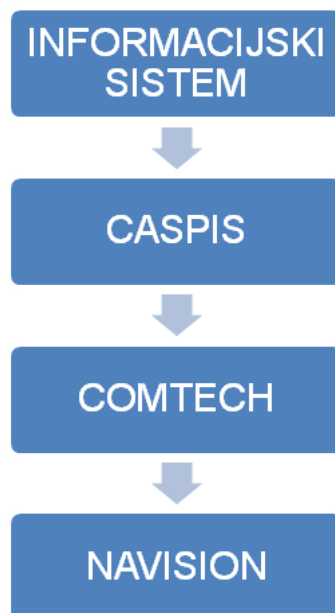 INFORMACIJSKI
SISTEM
CASPIS
COMTECH
NAVISION